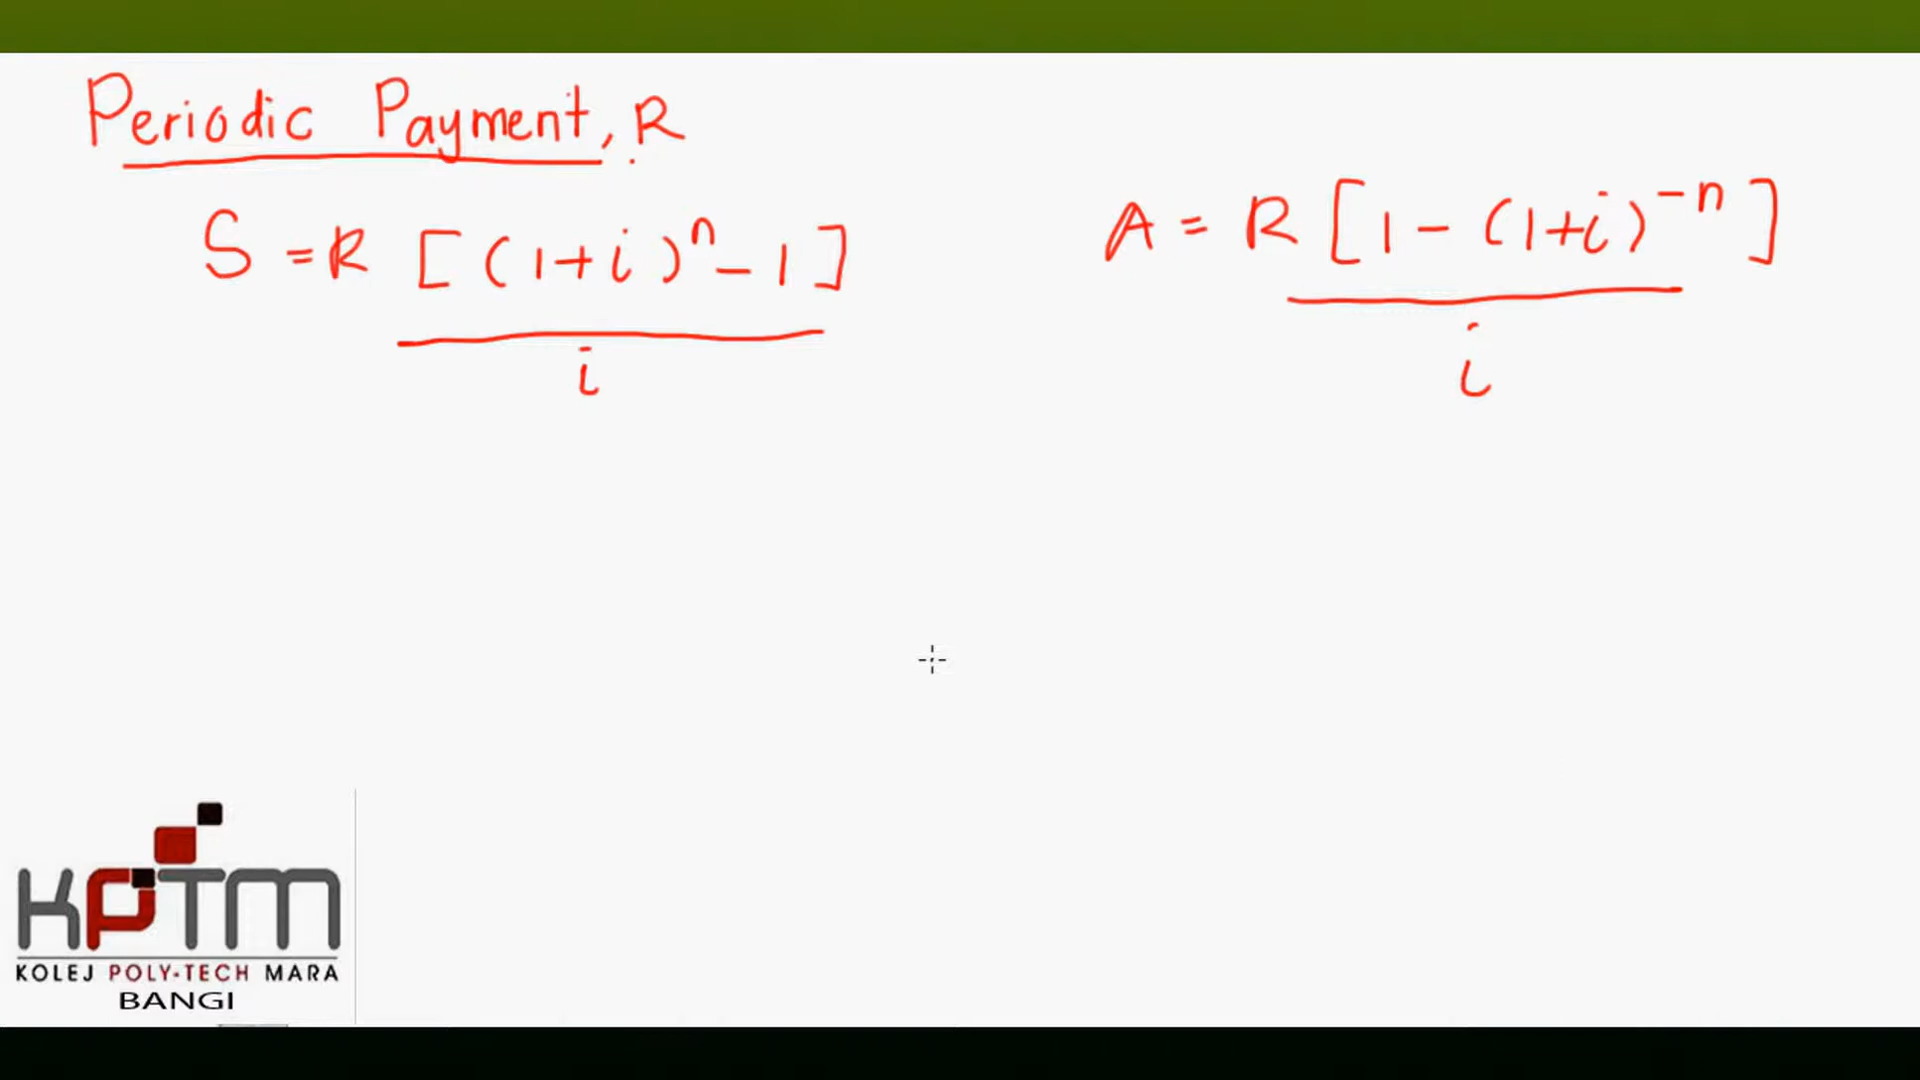 Periodic Payment, R
S = R [(1+i)^n - 1]
i
A = R [1 - (1+i)^-n]
i
KPTM
KOLEJ POLY-TECH MARA
BANGI